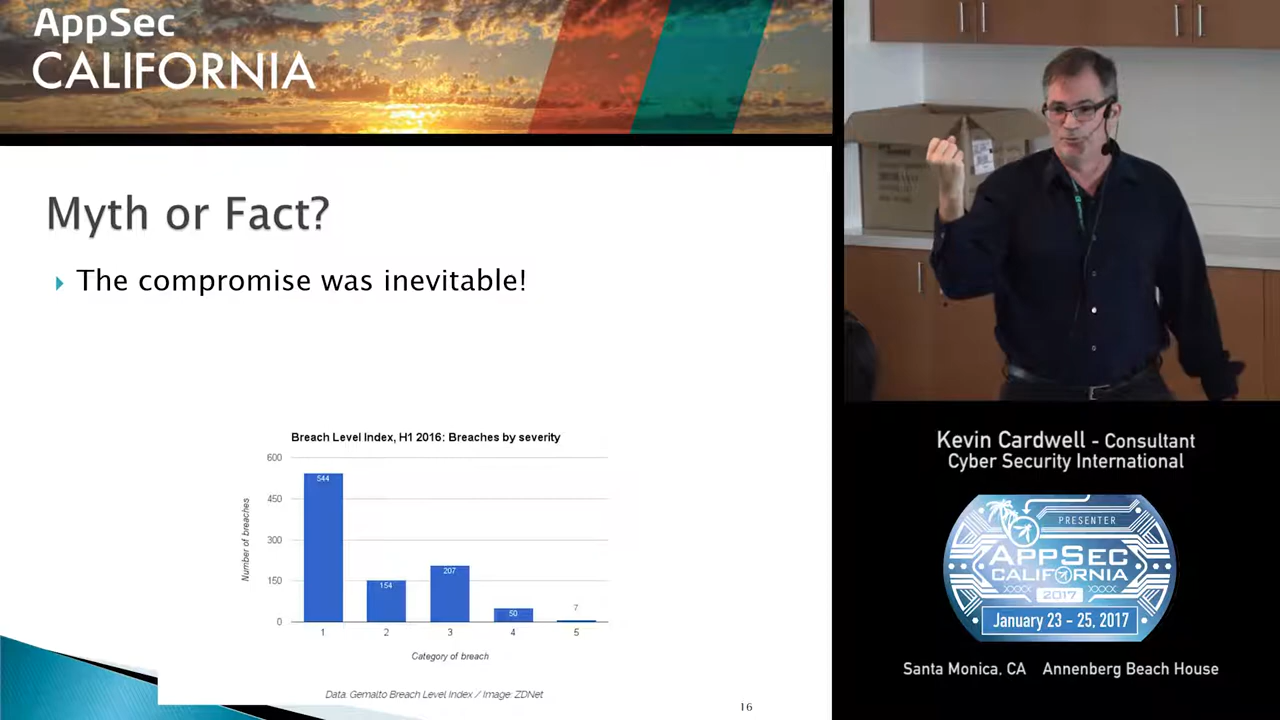 AppSec
CALIFORNIA
Myth or Fact?
The compromise was inevitable!
Breach Level Index, H1 2016: Breaches by severity
Number of breaches
600
450
300
150
0
544
154
207
50
7
1 2 3 4 5
Category of breach
Data: Gemalto Breach Level Index / Image: ZDNet
16
Kevin Cardwell - Consultant
Cyber Security International
PRESENTER
APPSEC
CALIFORNIA
2017
January 23 - 25, 2017
Santa Monica, CA Annenberg Beach House